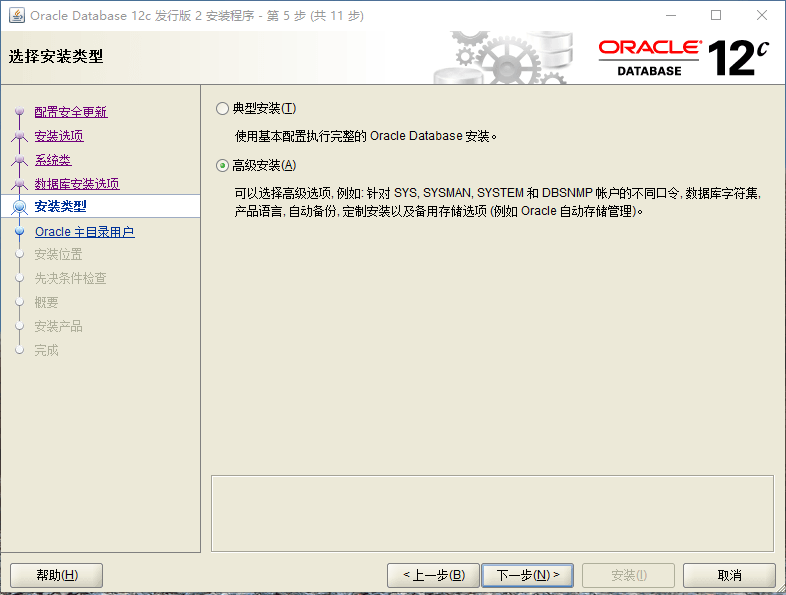 Oracle Database 12c 发行版 2 安装程序 - 第 5 步 (共 11 步)
选择安装类型
ORACLE
DATABASE
12c
配置安全更新
安装选项
系统类
数据库安装选项
安装类型
Oracle 主目录用户
安装位置
先决条件检查
概要
安装产品
完成
典型安装(T)
使用基本配置执行完整的 Oracle Database 安装。
高级安装(A)
可以选择高级选项, 例如: 针对 SYS, SYSMAN, SYSTEM 和 DBSNMP 帐户的不同口令, 数据库字符集,
产品语言, 自动备份, 定制安装以及备用存储选项 (例如 Oracle 自动存储管理)。
帮助(H)
< 上一步(B)
下一步(N) >
安装(I)
取消